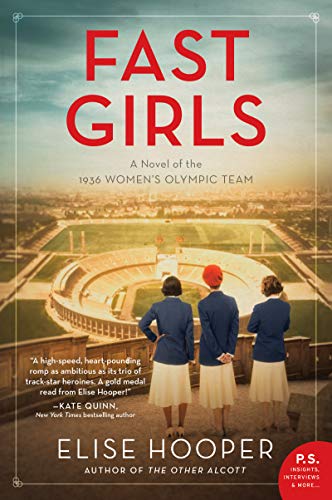 FAST
GIRLS
A Novel of the
1936 WOMEN'S OLYMPIC TEAM
"A high-speed, heart-pounding
romp as ambitious as its trio of
track-star heroines. A gold medal
read from Elise Hooper!"
—KATE QUINN,
New York Times bestselling author
ELISE HOOPER
AUTHOR OF THE OTHER ALCOTT
P.S.
INSIGHTS,
INTERVIEWS
& MORE...